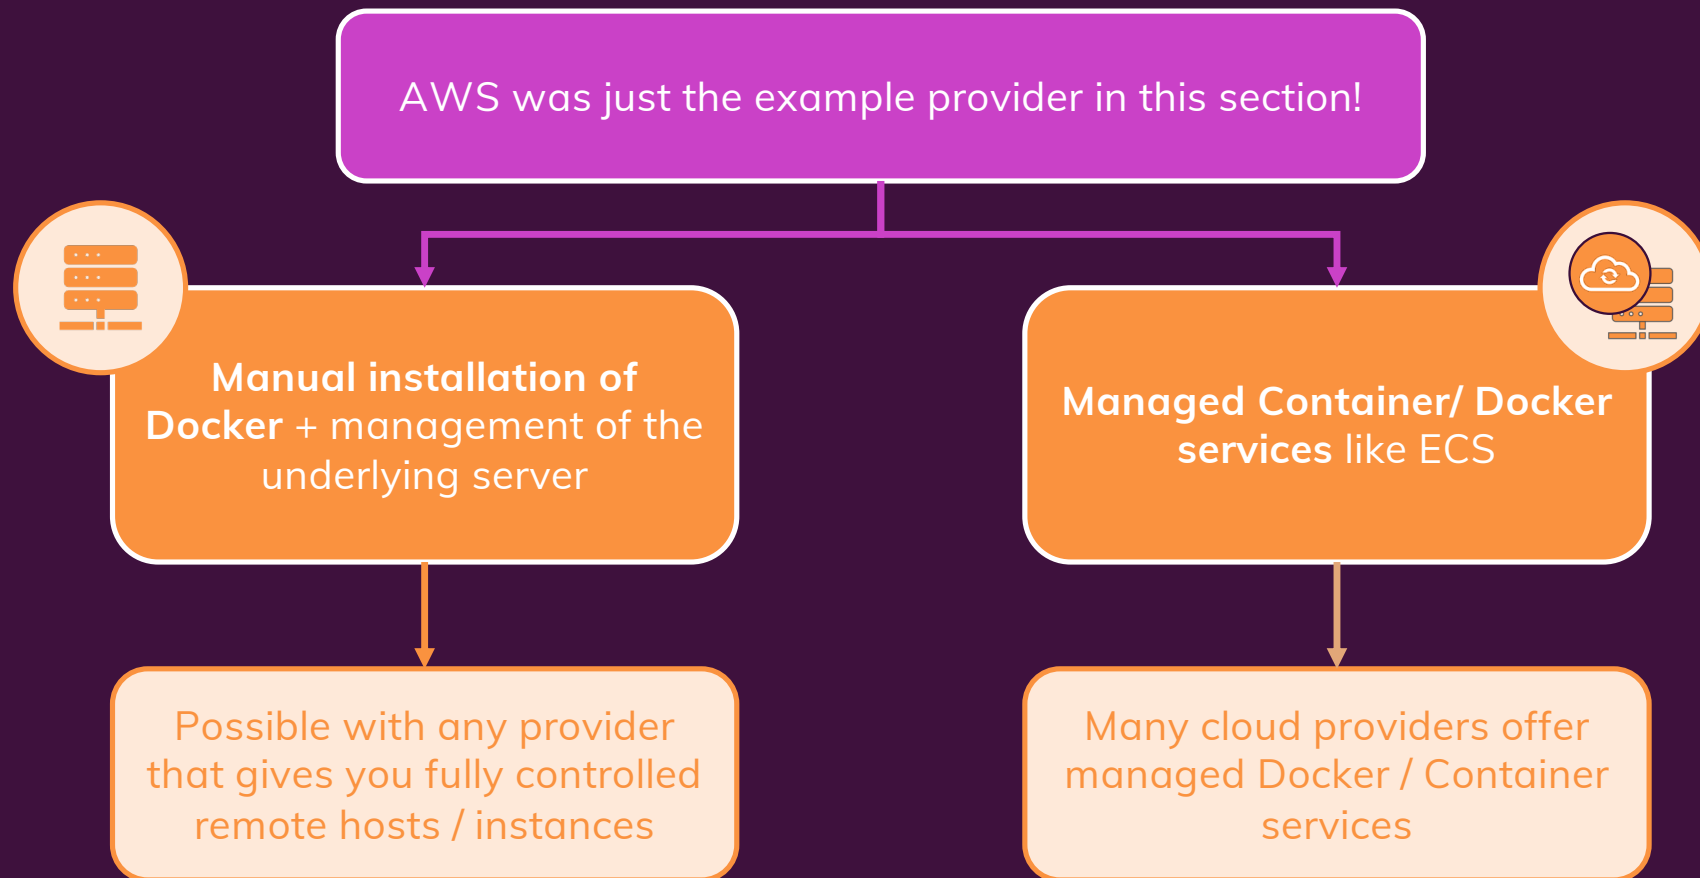 AWS was just the example provider in this section!
Manual installation of
Docker + management of the
underlying server
Managed Container/ Docker
services like ECS
Possible with any provider
that gives you fully controlled
remote hosts / instances
Many cloud providers offer
managed Docker / Container
services